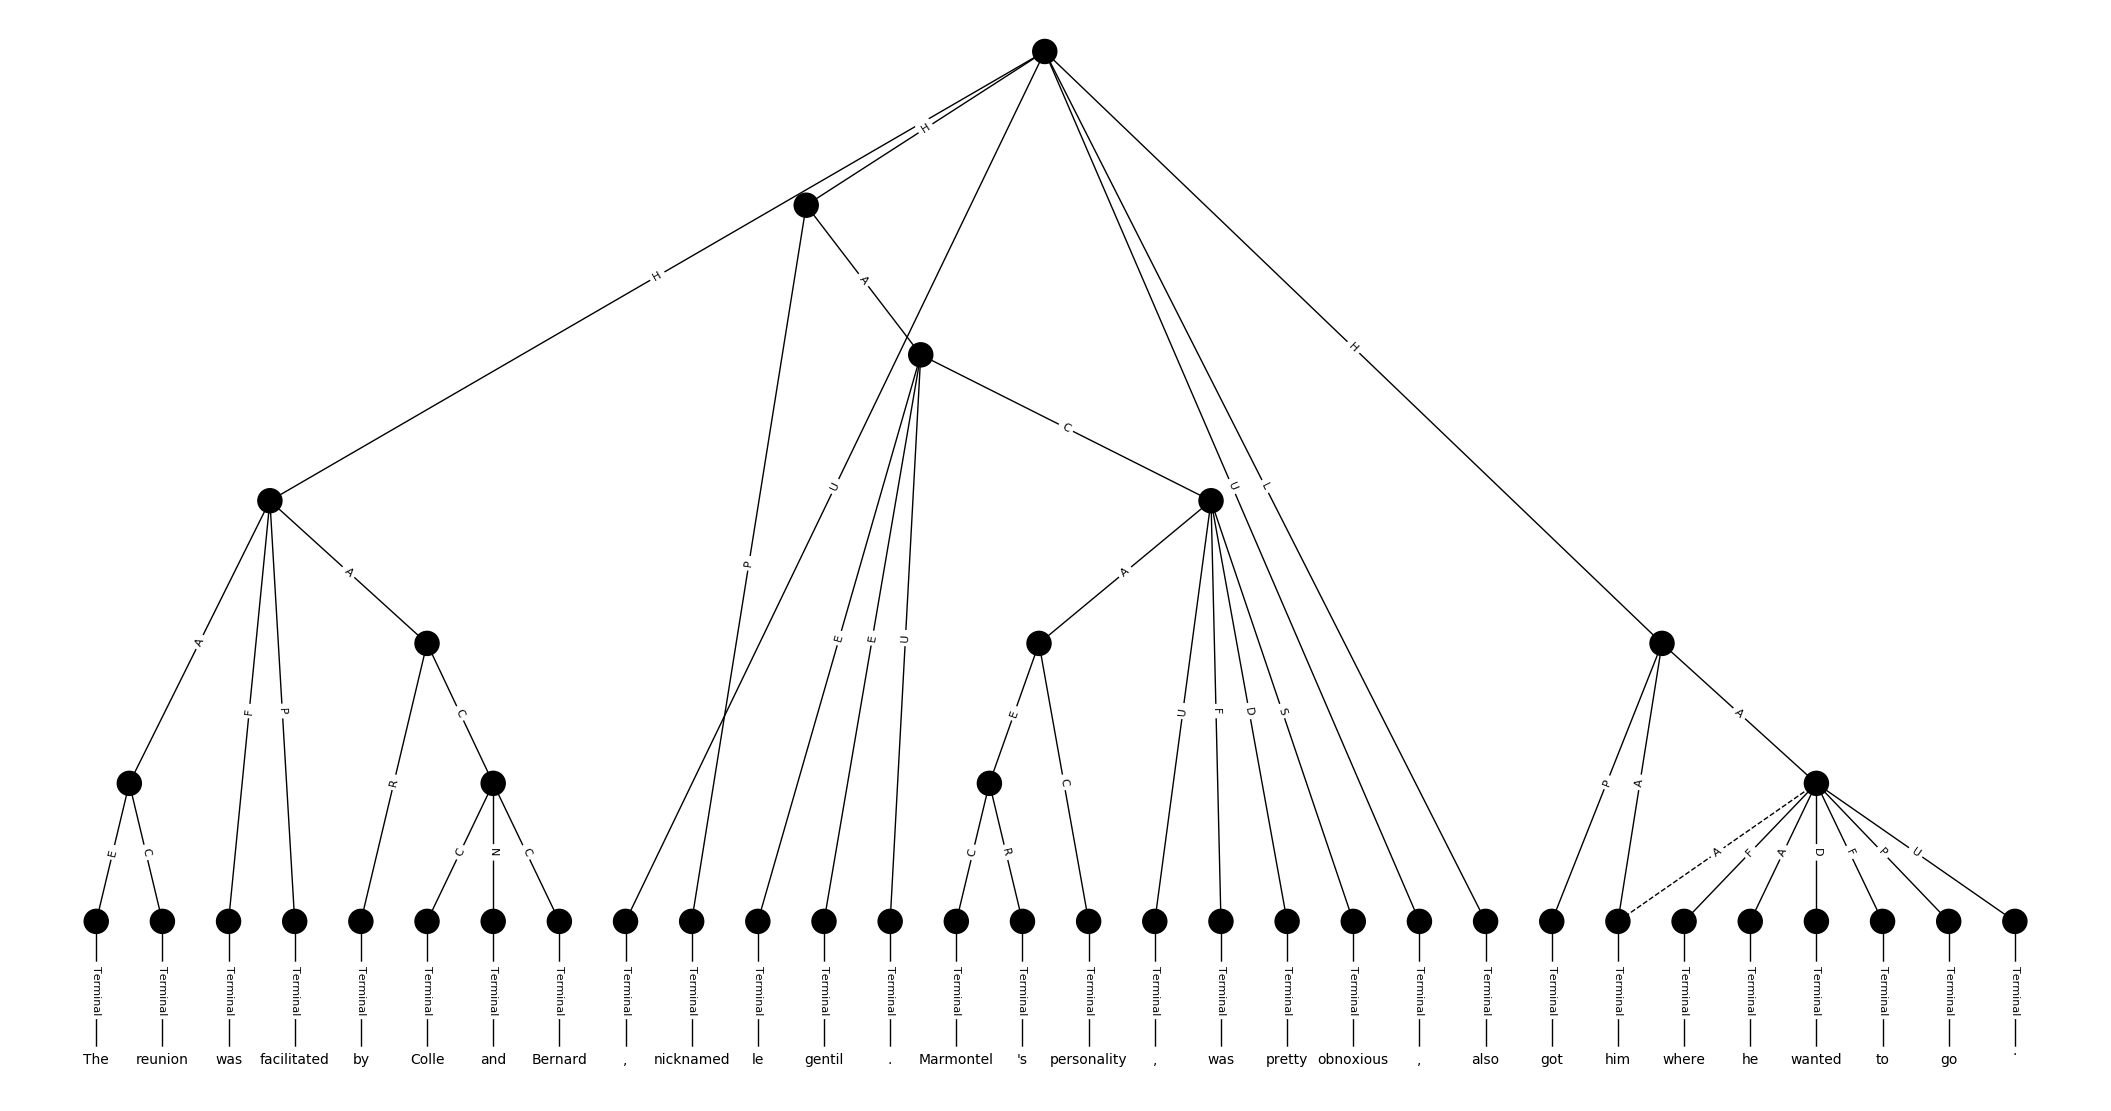 H
H
A
H
C
U
U
L
P
A
A
E
E
U
A
F
P
C
E
U
F
D
S
A
R
C
P
A
E
C
C
N
C
C
R
A
F
A
D
F
P
U
Terminal Terminal Terminal Terminal Terminal Terminal Terminal Terminal Terminal Terminal Terminal Terminal Terminal Terminal Terminal Terminal Terminal Terminal Terminal Terminal Terminal Terminal Terminal Terminal Terminal Terminal Terminal Terminal Terminal Terminal
The reunion was facilitated by Colle and Bernard , nicknamed le gentil . Marmontel 's personality , was pretty obnoxious , also got him where he wanted to go .